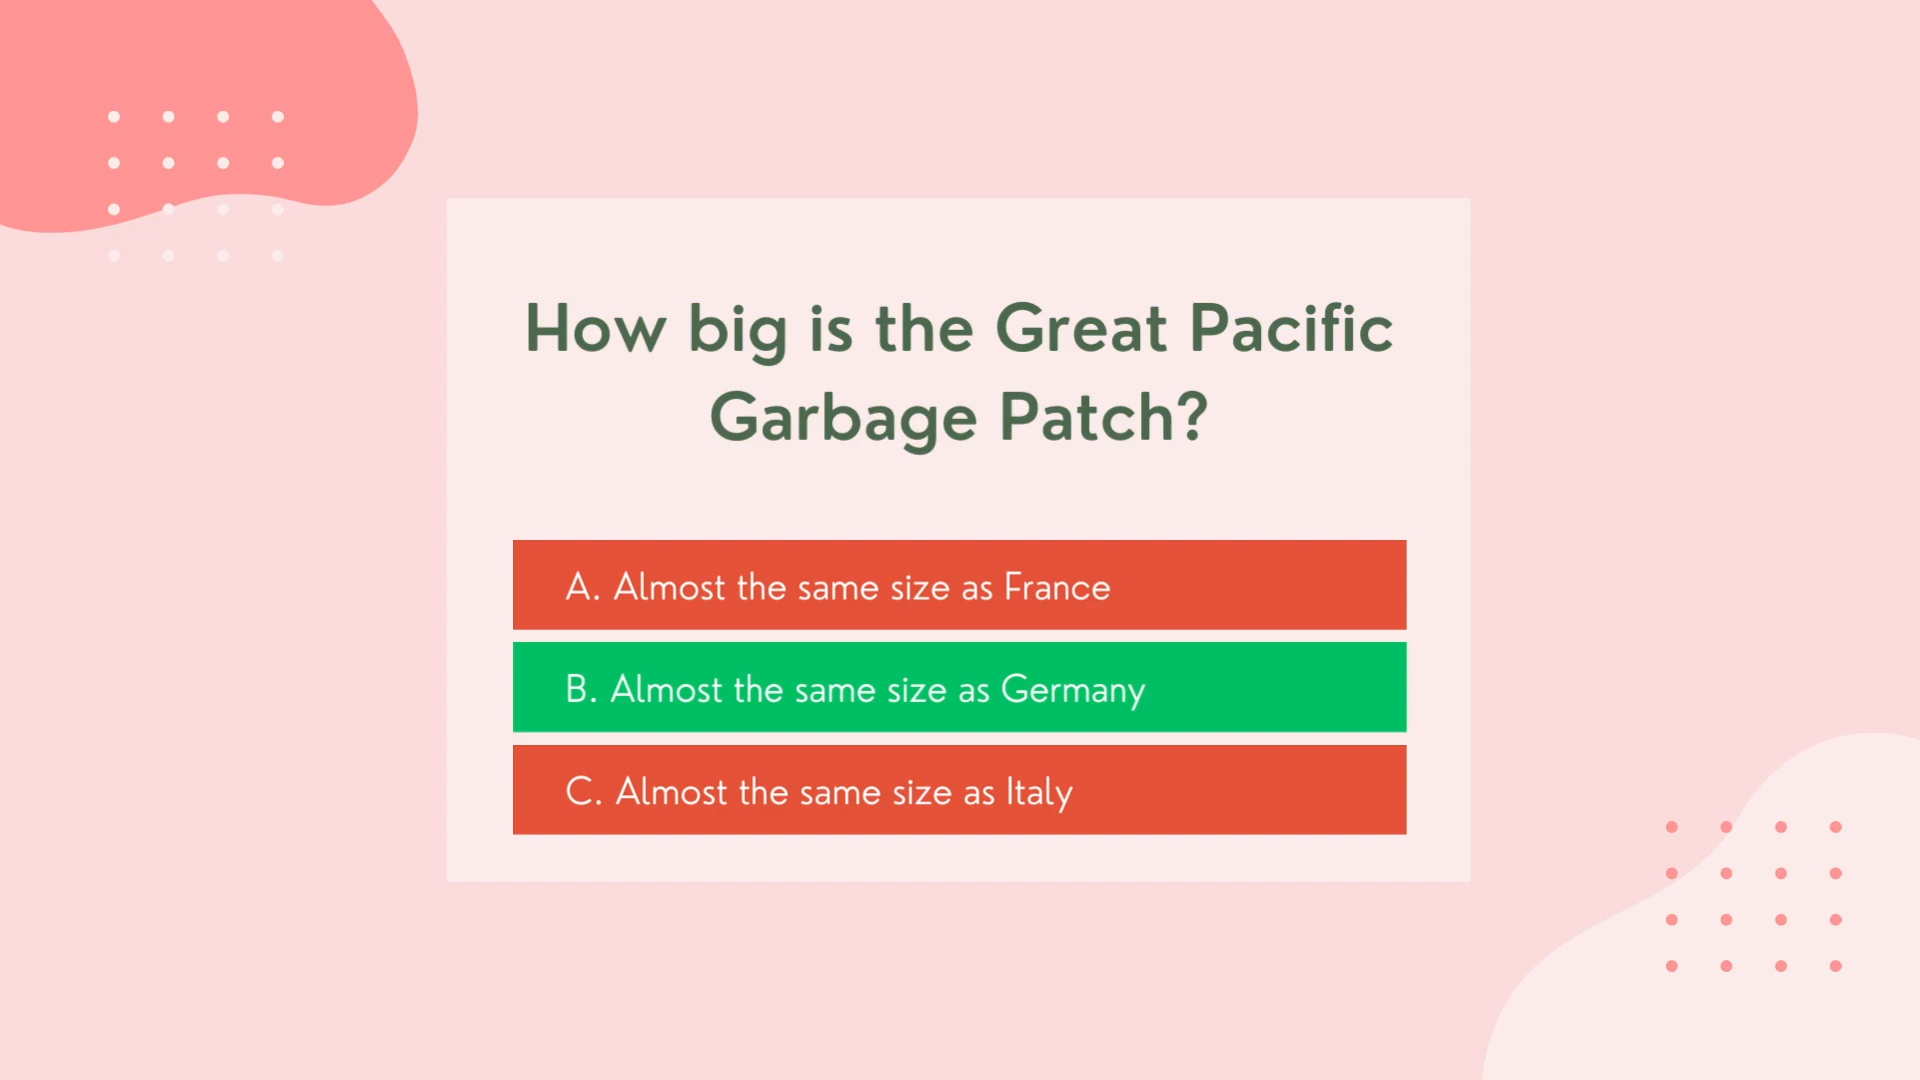 How big is the Great Pacific
Garbage Patch?
A. Almost the same size as France
B. Almost the same size as Germany
C. Almost the same size as Italy